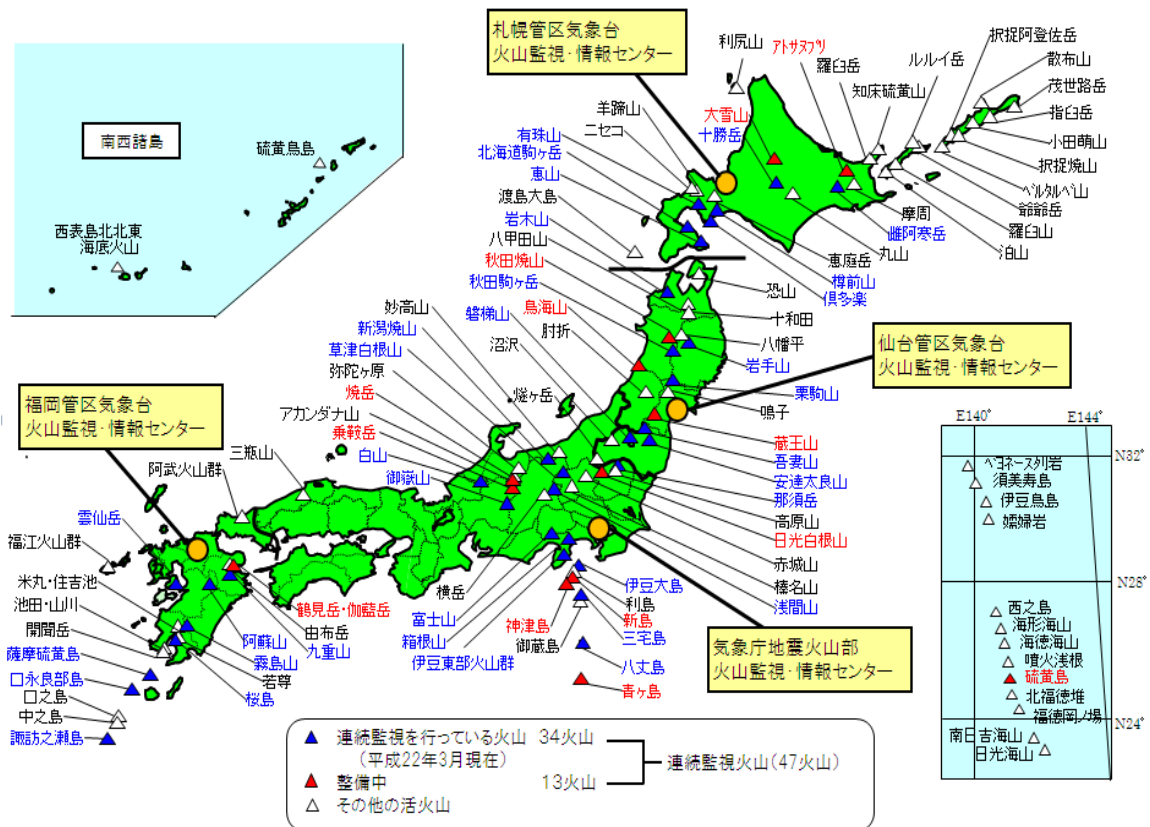 札幌管区気象台
火山監視・情報センター
利尻山
アトサヌプリ
羅臼岳
ルルイ岳
択捉阿登佐岳
散布山
茂世路岳
知床硫黄山
指臼岳
小田萌山
択捉焼山
ベルタルベ山
爺爺岳
羅臼山
泊山
南西諸島
硫黄鳥島
西表島北北東
海底火山
羊蹄山
ニセコ
大雪山
十勝岳
有珠山
北海道駒ヶ岳
恵山
渡島大島
岩木山
八甲田山
秋田焼山
秋田駒ヶ岳
摩周
雌阿寒岳
丸山
恵庭岳
樽前山
倶多楽
恐山
十和田
八幡平
岩手山
栗駒山
鳴子
仙台管区気象台
火山監視・情報センター
妙高山
新潟焼山
草津白根山
弥陀ヶ原
焼岳
アカンダナ山
乗鞍岳
白山
御嶽山
磐梯山
沼沢
鳥海山
肘折
燧ヶ岳
蔵王山
吾妻山
安達太良山
那須岳
高原山
日光白根山
赤城山
榛名山
浅間山
福岡管区気象台
火山監視・情報センター
三瓶山
阿武火山群
雲仙岳
福江火山群
米丸・住吉池
池田・山川
開聞岳
薩摩硫黄島
口永良部島
口之島
中之島
諏訪之瀬島
鶴見岳・伽藍岳
由布岳
九重山
阿蘇山
霧島山
若尊
桜島
横岳
富士山
箱根山
伊豆東部火山群
伊豆大島
利島
新島
神津島
三宅島
御蔵島
八丈島
青ヶ島
気象庁地震火山部
火山監視・情報センター
E140° E144°
N32°
ベヨネース列岩
須美寿島
伊豆鳥島
孀婦岩
N28°
西之島
海形海山
海徳海山
噴火浅根
硫黄島
北福徳堆
福徳岡ノ場
N24°
南日吉海山
日光海山
連続監視を行っている火山 34火山
(平成22年3月現在)
整備中 13火山
連続監視火山(47火山)
その他の活火山